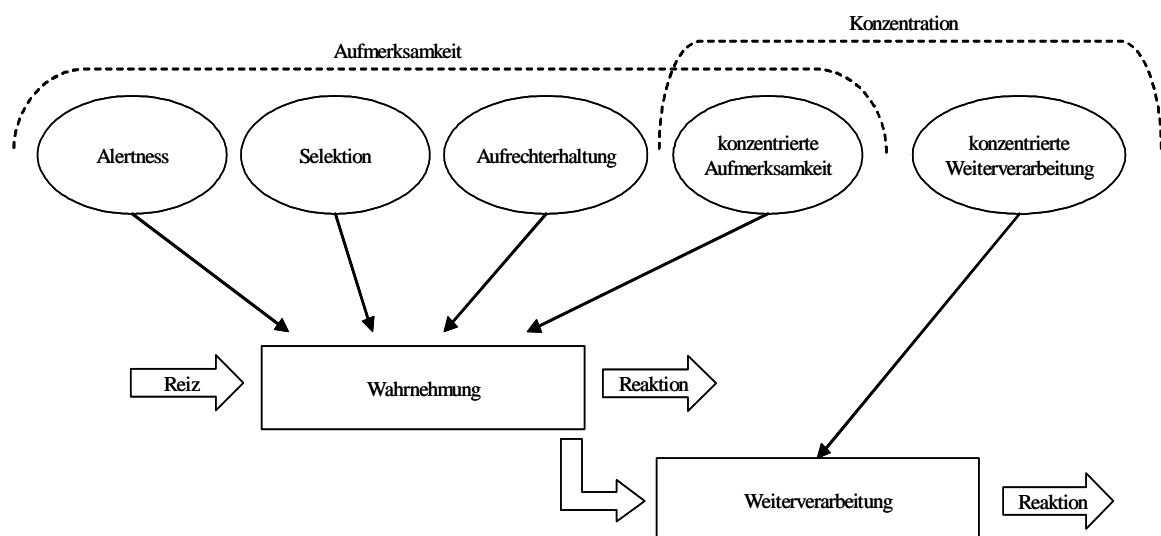 Konzentration
Aufmerksamkeit
Alertness
Selektion
Aufrechterhaltung
konzentrierte
Aufmerksamkeit
konzentrierte
Weiterverarbeitung
Reiz
Wahrnehmung
Reaktion
Weiterverarbeitung
Reaktion